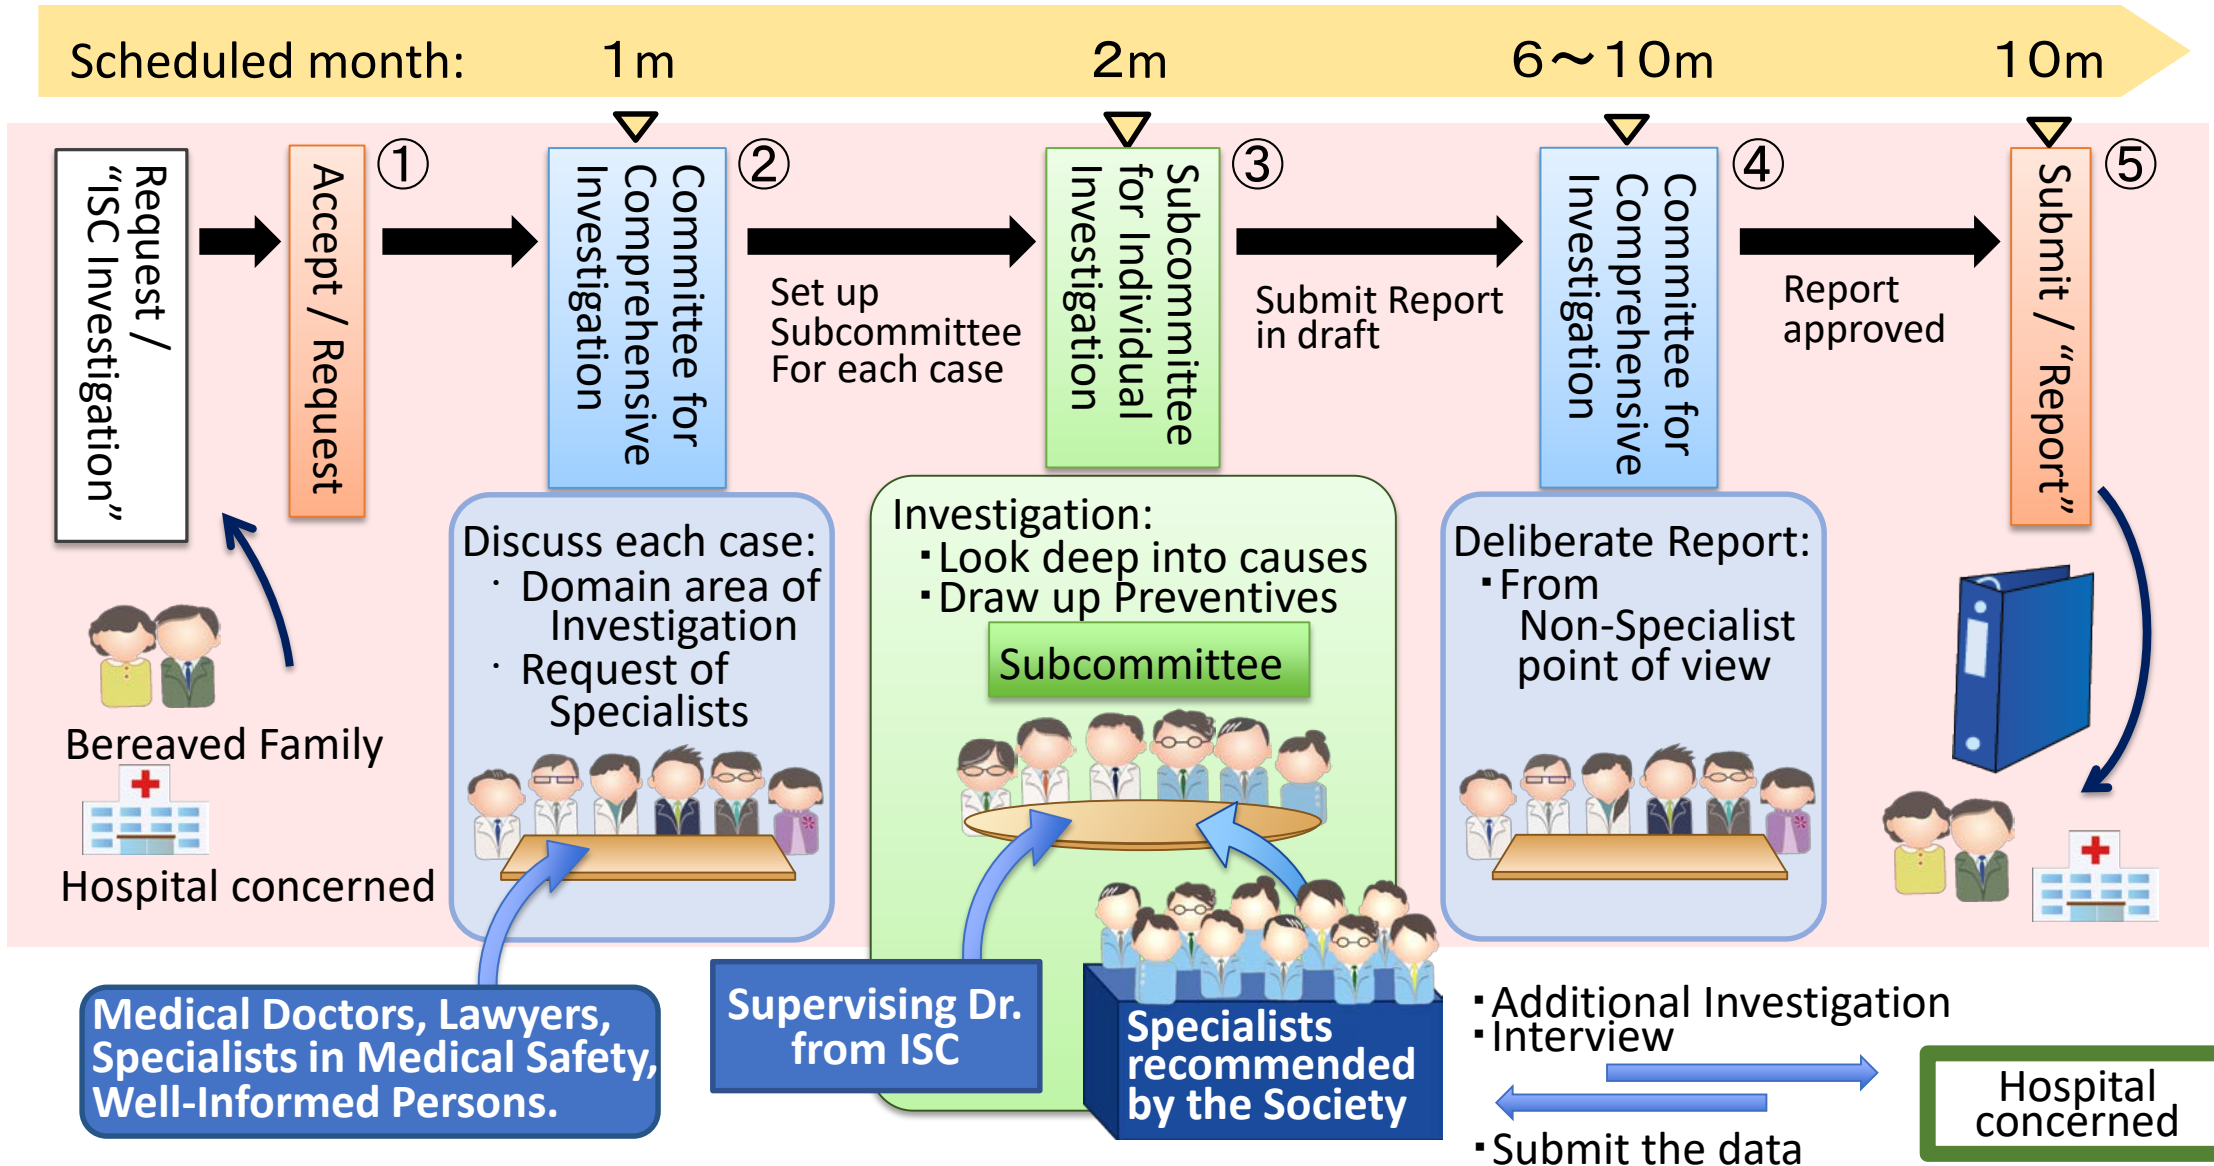 Scheduled month: 1m 2m 6～10m 10m
Request /
“ISC Investigation”
Accept / Request
①
Committee for
Comprehensive
Investigation
②
Set up
Subcommittee
For each case
Subcommittee
for Individual
Investigation
③
Submit Report
in draft
Committee for
Comprehensive
Investigation
④
Report
approved
Submit / “Report”
⑤
Bereaved Family
Hospital concerned
Discuss each case:
· Domain area of
Investigation
· Request of
Specialists
Investigation:
▪Look deep into causes
▪Draw up Preventives
Subcommittee
Deliberate Report:
▪From
Non-Specialist
point of view
Medical Doctors, Lawyers,
Specialists in Medical Safety,
Well-Informed Persons.
Supervising Dr.
from ISC
Specialists
recommended
by the Society
▪Additional Investigation
▪Interview
▪Submit the data
Hospital
concerned